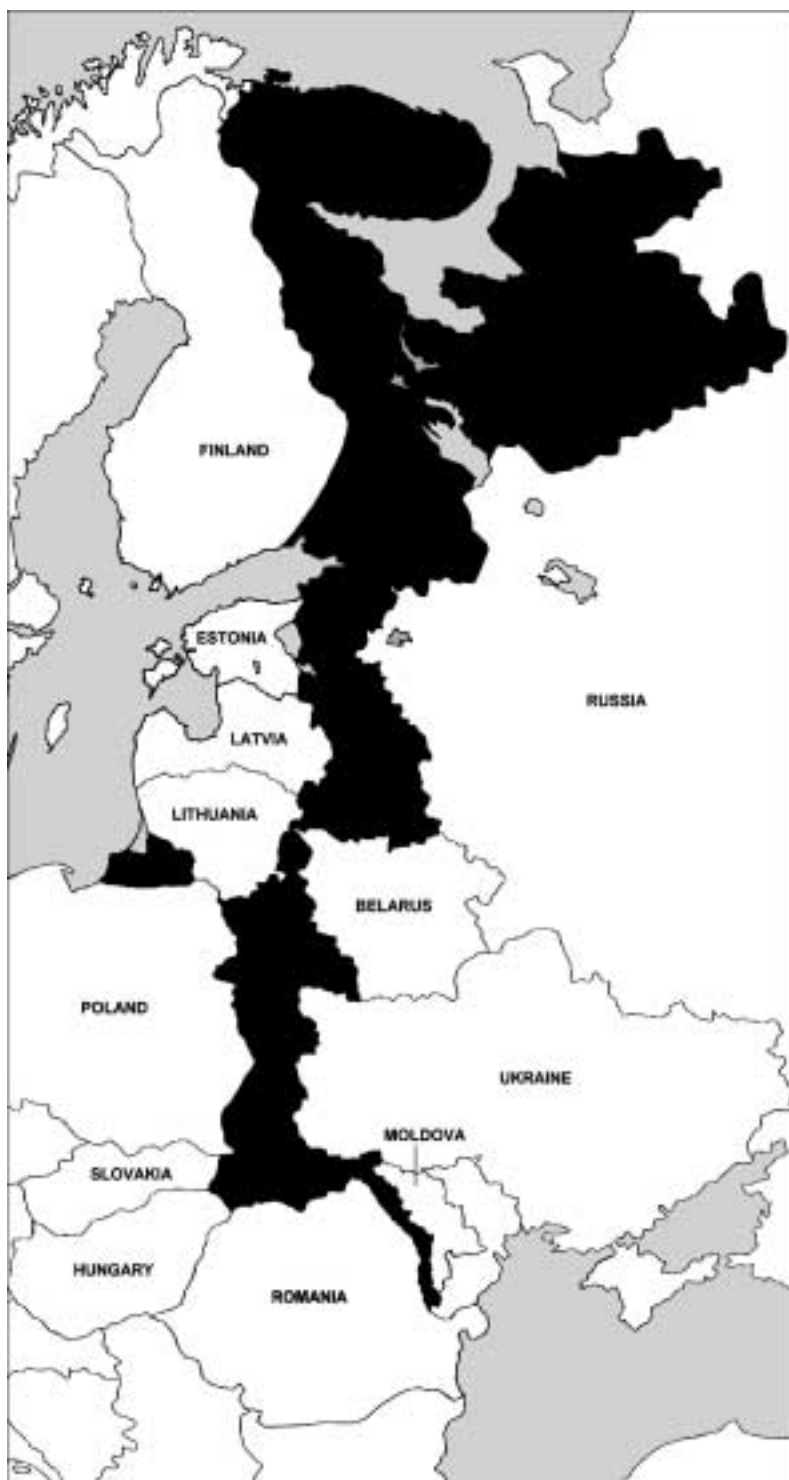 FINLAND
ESTONIA
RUSSIA
LATVIA
LITHUANIA
BELARUS
POLAND
UKRAINE
MOLDOVA
SLOVAKIA
HUNGARY
ROMANIA